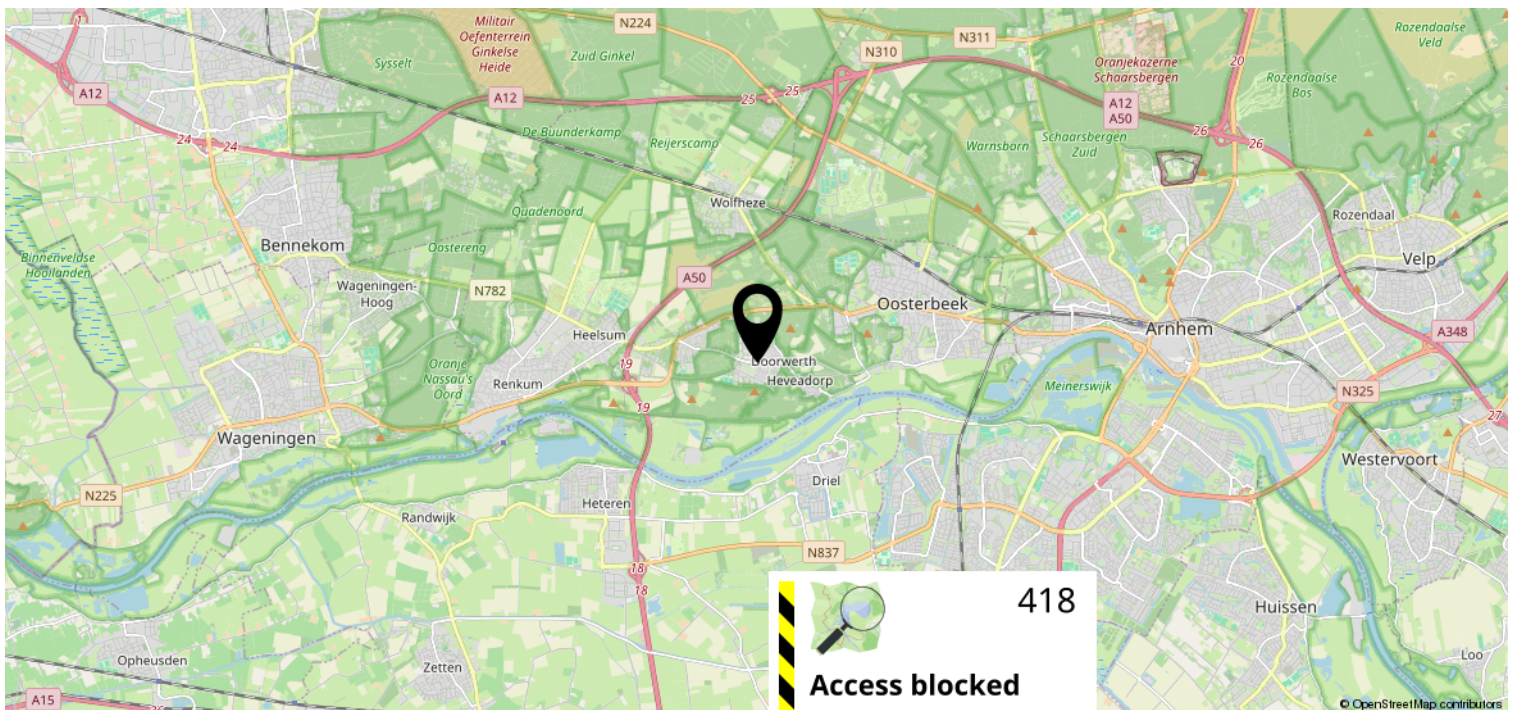 1
Militair
Oefenterrein
Ginkelse
Heide
N224
Zuid Ginkel
Sysselt
N310
N311
Oranjekazerne
Schaarsbergen
20
Rozendaalse
Veld
Rozendaalse
Bos
A12
A12
25
25
A12
A50
26
26
24
24
De Buunderkamp
Reijerscamp
Warnsborn
Schaarsbergen
Zuid
Wolfheze
Quadenoord
Rozendaal
Bennekom
Oostereng
Velp
Binnenveldse
Hooilanden
Wageningen-
Hoog
N782
A50
Oosterbeek
Arnhem
A348
Heelsum
19
Doorwerth
Heveadorp
Oranje
Nassau's
Oord
Renkum
Meinerswijk
N325
19
27
Wageningen
Westervoort
N225
Driel
Heteren
Randwijk
N837
18
18
418
Huissen
Opheusden
Zetten
Loo
Access blocked
A15
26
© OpenStreetMap contributors